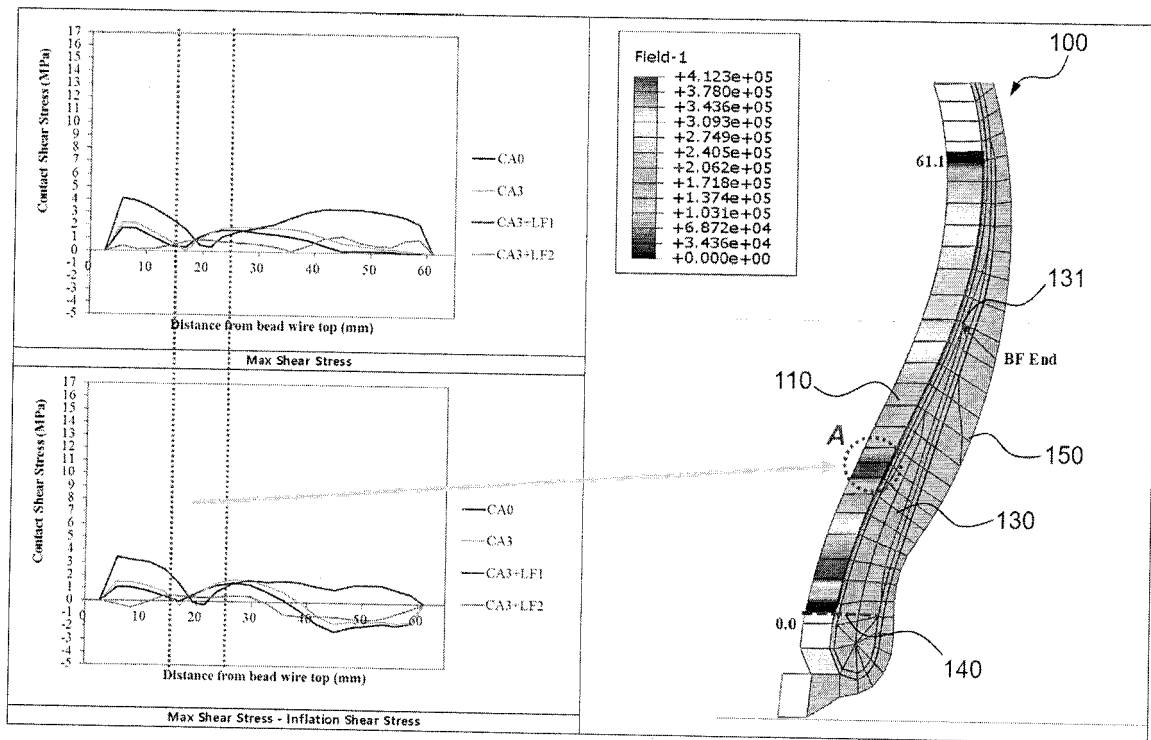 17
16
15
14
13
12
11
10
9
8
7
6
5
4
3
2
1
0
-1
-2
-3
-4
-5
Contact Shear Stress (MPa)
10
20
30
40
50
60
Distance from bead wire top (mm)
CA0
CA3
CA3+LF1
CA3+LF2
Max Shear Stress
17
16
15
14
13
12
11
10
9
8
7
6
5
4
3
2
1
0
-1
-2
-3
-4
-5
Contact Shear Stress (MPa)
10
20
30
40
50
60
Distance from bead wire top (mm)
CA0
CA3
CA3+LF1
CA3+LF2
Max Shear Stress - Inflation Shear Stress
Field-1
+4.123e+05
+3.780e+05
+3.436e+05
+3.093e+05
+2.749e+05
+2.405e+05
+2.062e+05
+1.718e+05
+1.374e+05
+1.031e+05
+6.872e+04
+3.436e+04
+0.000e+00
100
61.1
131
BF End
110
A
150
130
0.0
140